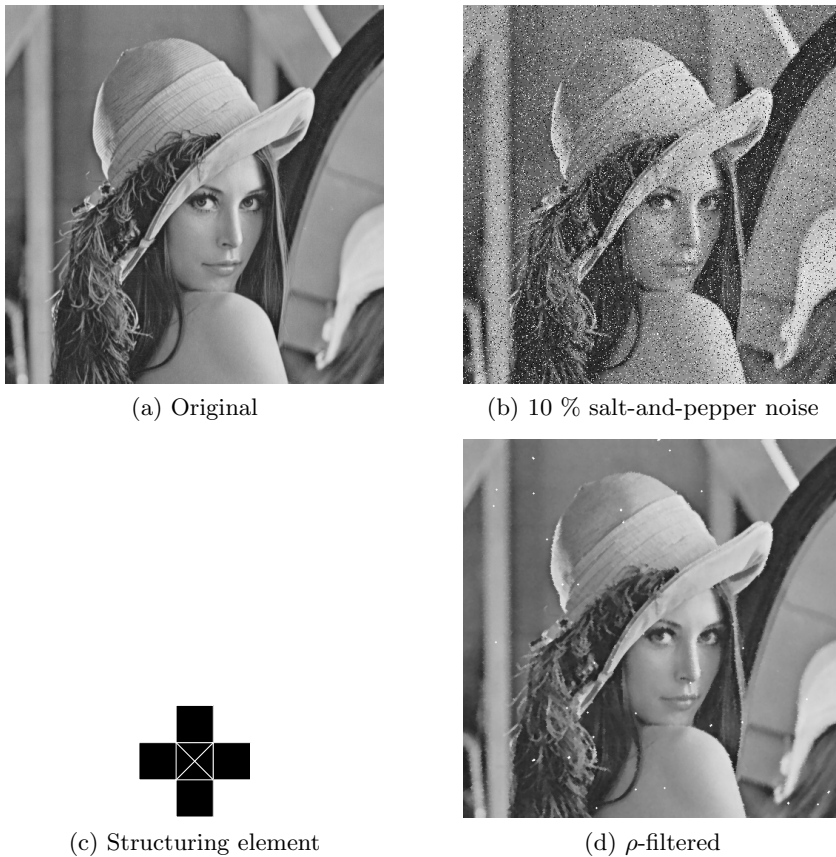 (a) Original
(b) 10 % salt-and-pepper noise
(c) Structuring element
(d) ρ-filtered